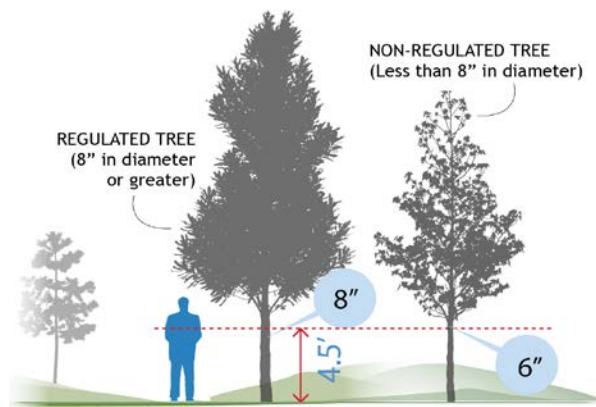 NON-REGULATED TREE
(Less than 8” in diameter)
REGULATED TREE
(8” in diameter
or greater)
8”
4.5’
6”